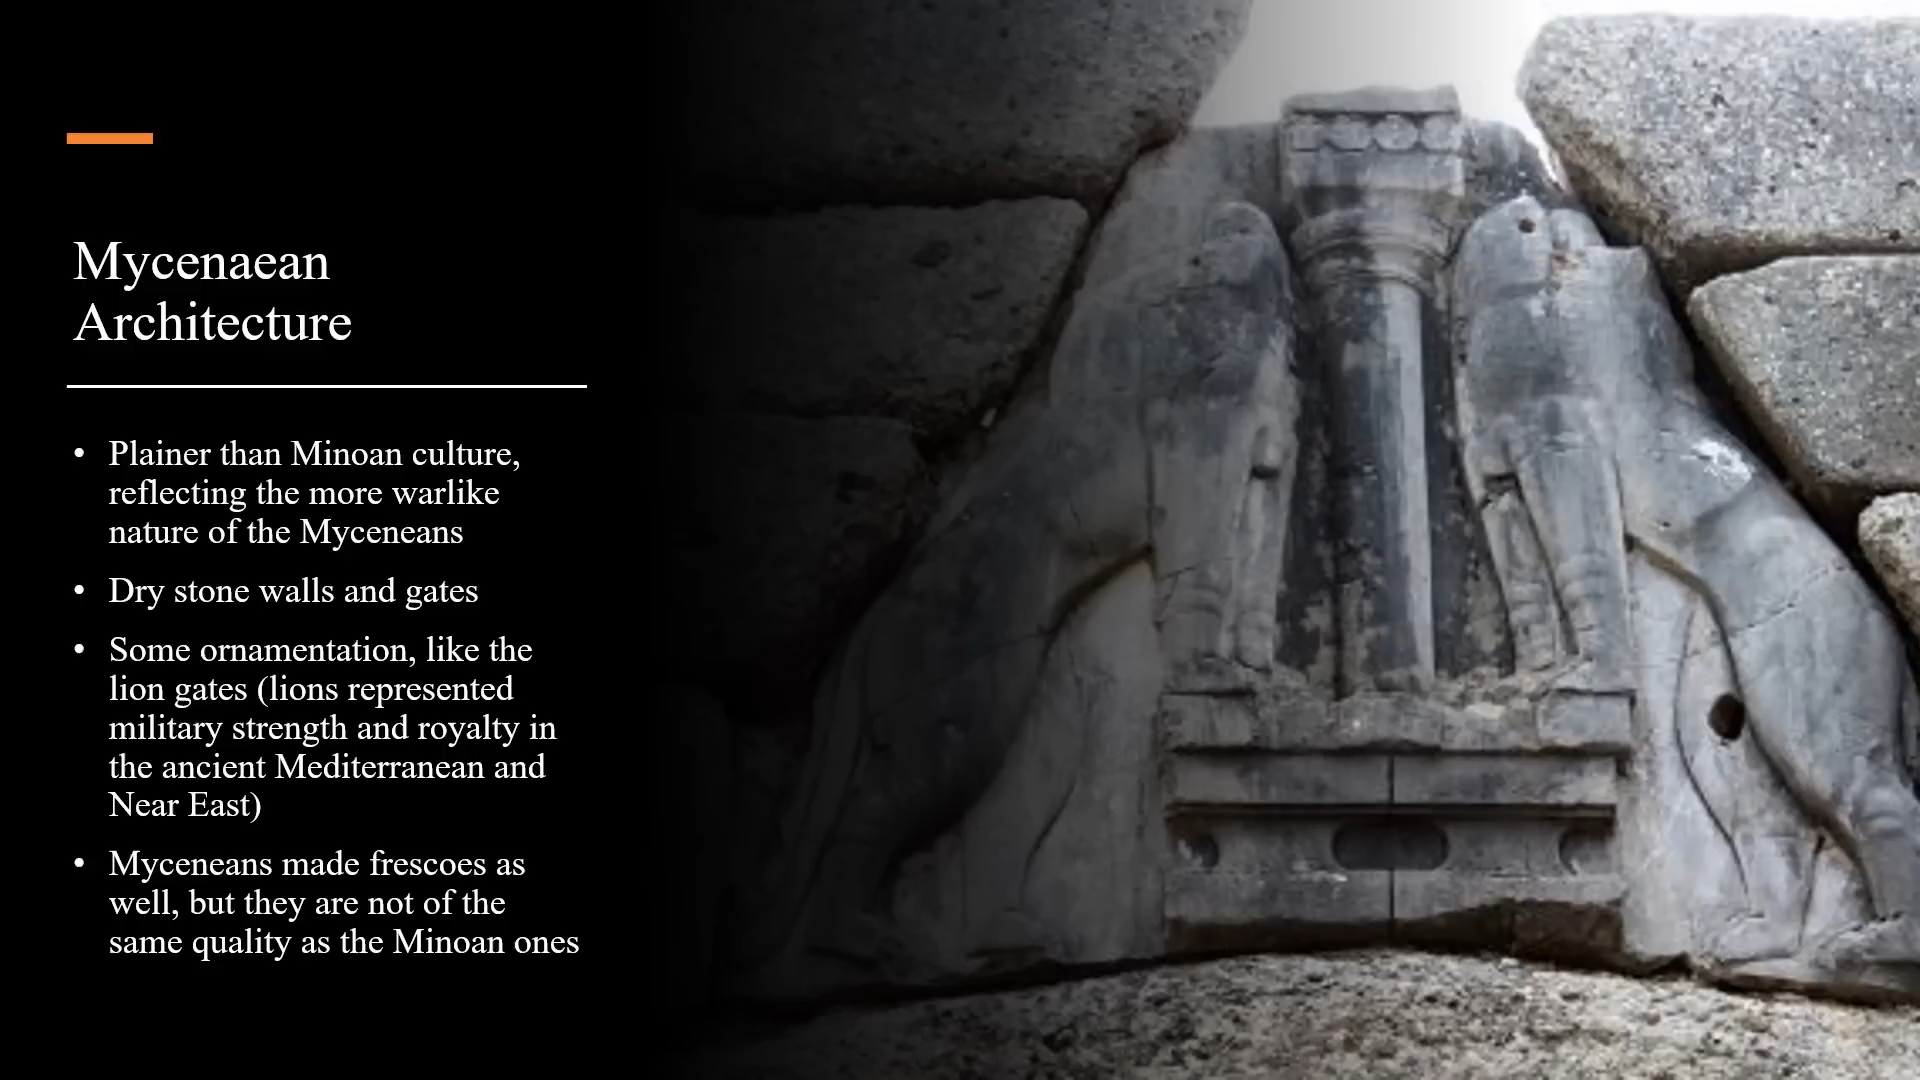 Mycenaean
Architecture
• Plainer than Minoan culture,
reflecting the more warlike
nature of the Myceneans
• Dry stone walls and gates
• Some ornamentation, like the
lion gates (lions represented
military strength and royalty in
the ancient Mediterranean and
Near East)
• Myceneans made frescoes as
well, but they are not of the
same quality as the Minoan ones